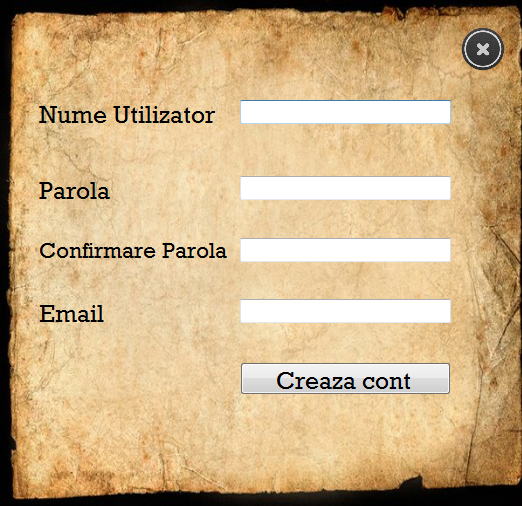 Nume Utilizator
Parola
Confirmare Parola
Email
Creaza cont